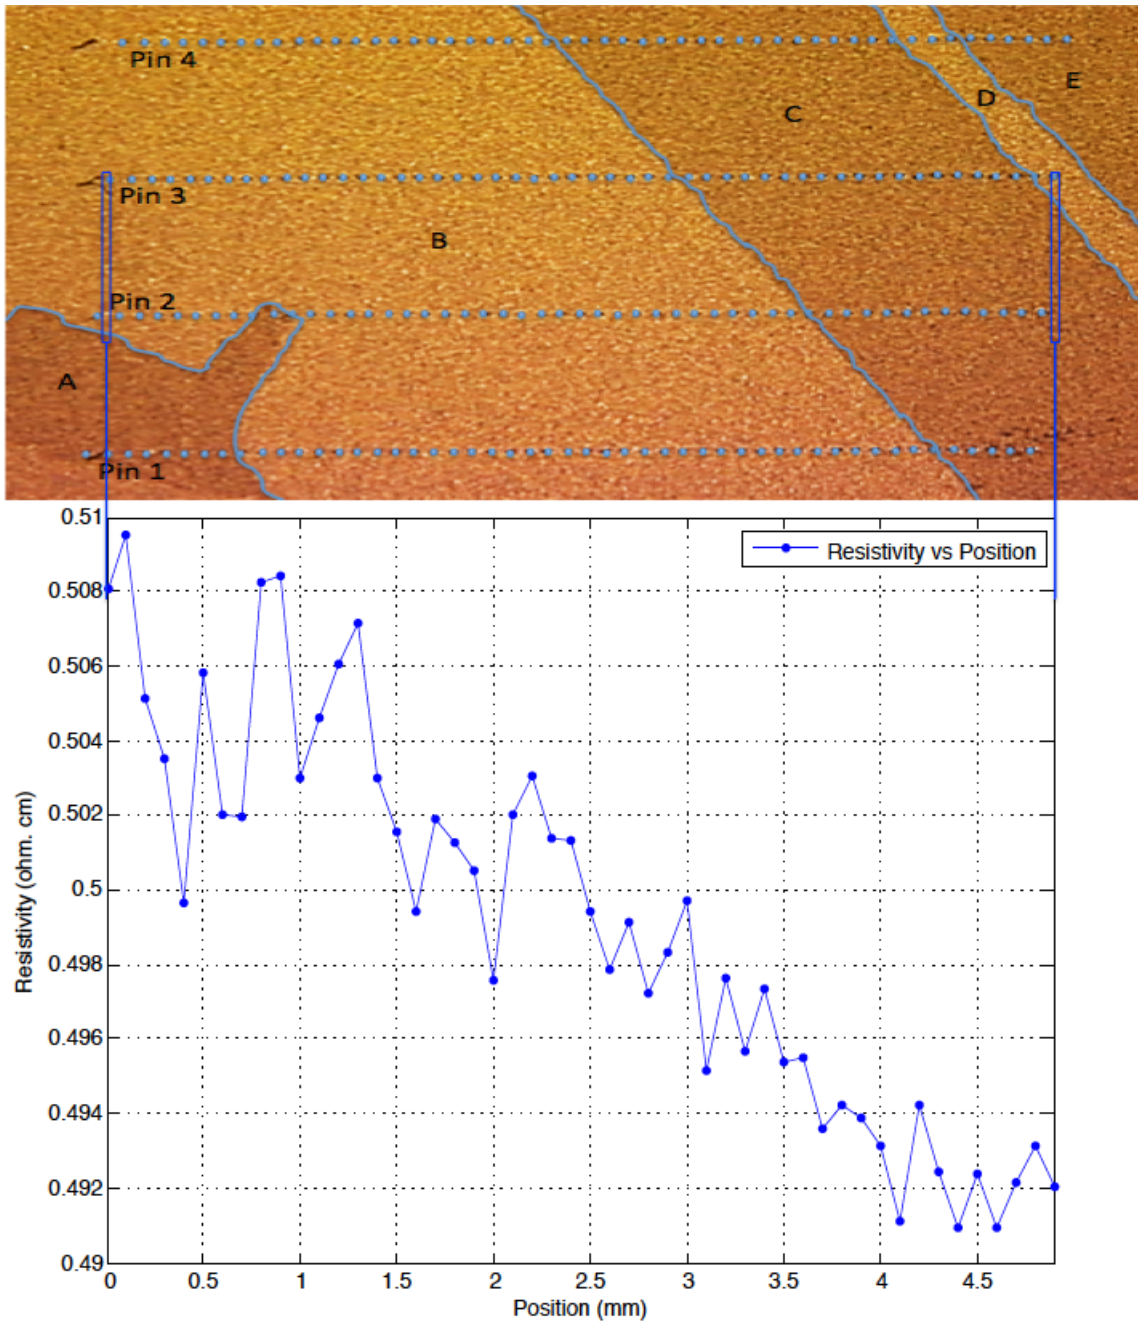 Pin 4
E
D
C
Pin 3
B
Pin 2
A
Pin 1
Resistivity vs Position
0.51
0.508
0.506
0.504
0.502
0.5
0.498
0.496
0.494
0.492
0.49
Resistivity (ohm. cm)
0 0.5 1 1.5 2 2.5 3 3.5 4 4.5
Position (mm)